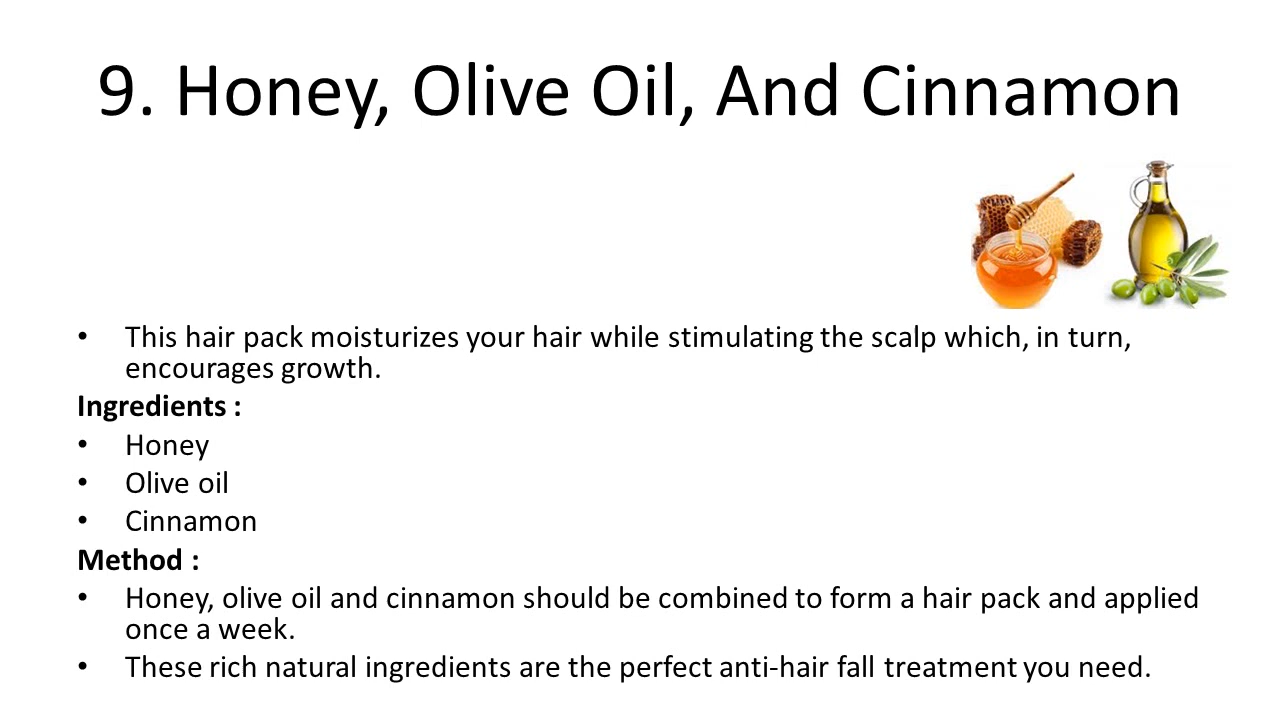 9. Honey, Olive Oil, And Cinnamon
• This hair pack moisturizes your hair while stimulating the scalp which, in turn,
encourages growth.
Ingredients :
• Honey
• Olive oil
• Cinnamon
Method :
• Honey, olive oil and cinnamon should be combined to form a hair pack and applied
once a week.
• These rich natural ingredients are the perfect anti-hair fall treatment you need.